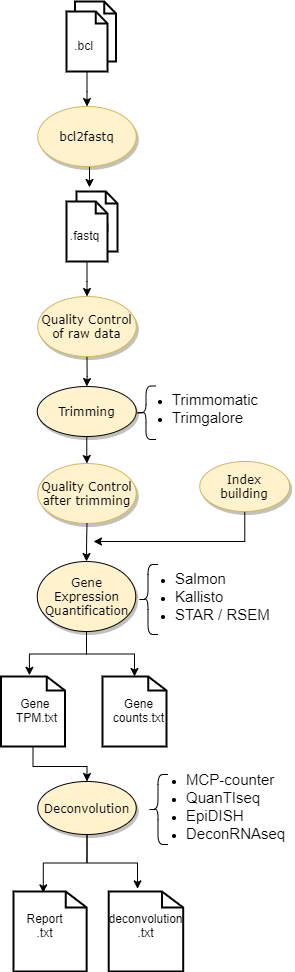 .bcl
bcl2fastq
.fastq
Quality Control
of raw data
Trimming
• Trimmomatic
• Trimgalore
Quality Control
after trimming
Index
building
Gene
Expression
Quantification
• Salmon
• Kallisto
• STAR / RSEM
Gene
TPM.txt
Gene
counts.txt
Deconvolution
• MCP-counter
• QuanTIseq
• EpiDISH
• DeconRNAseq
Report
.txt
deconvolution
.txt